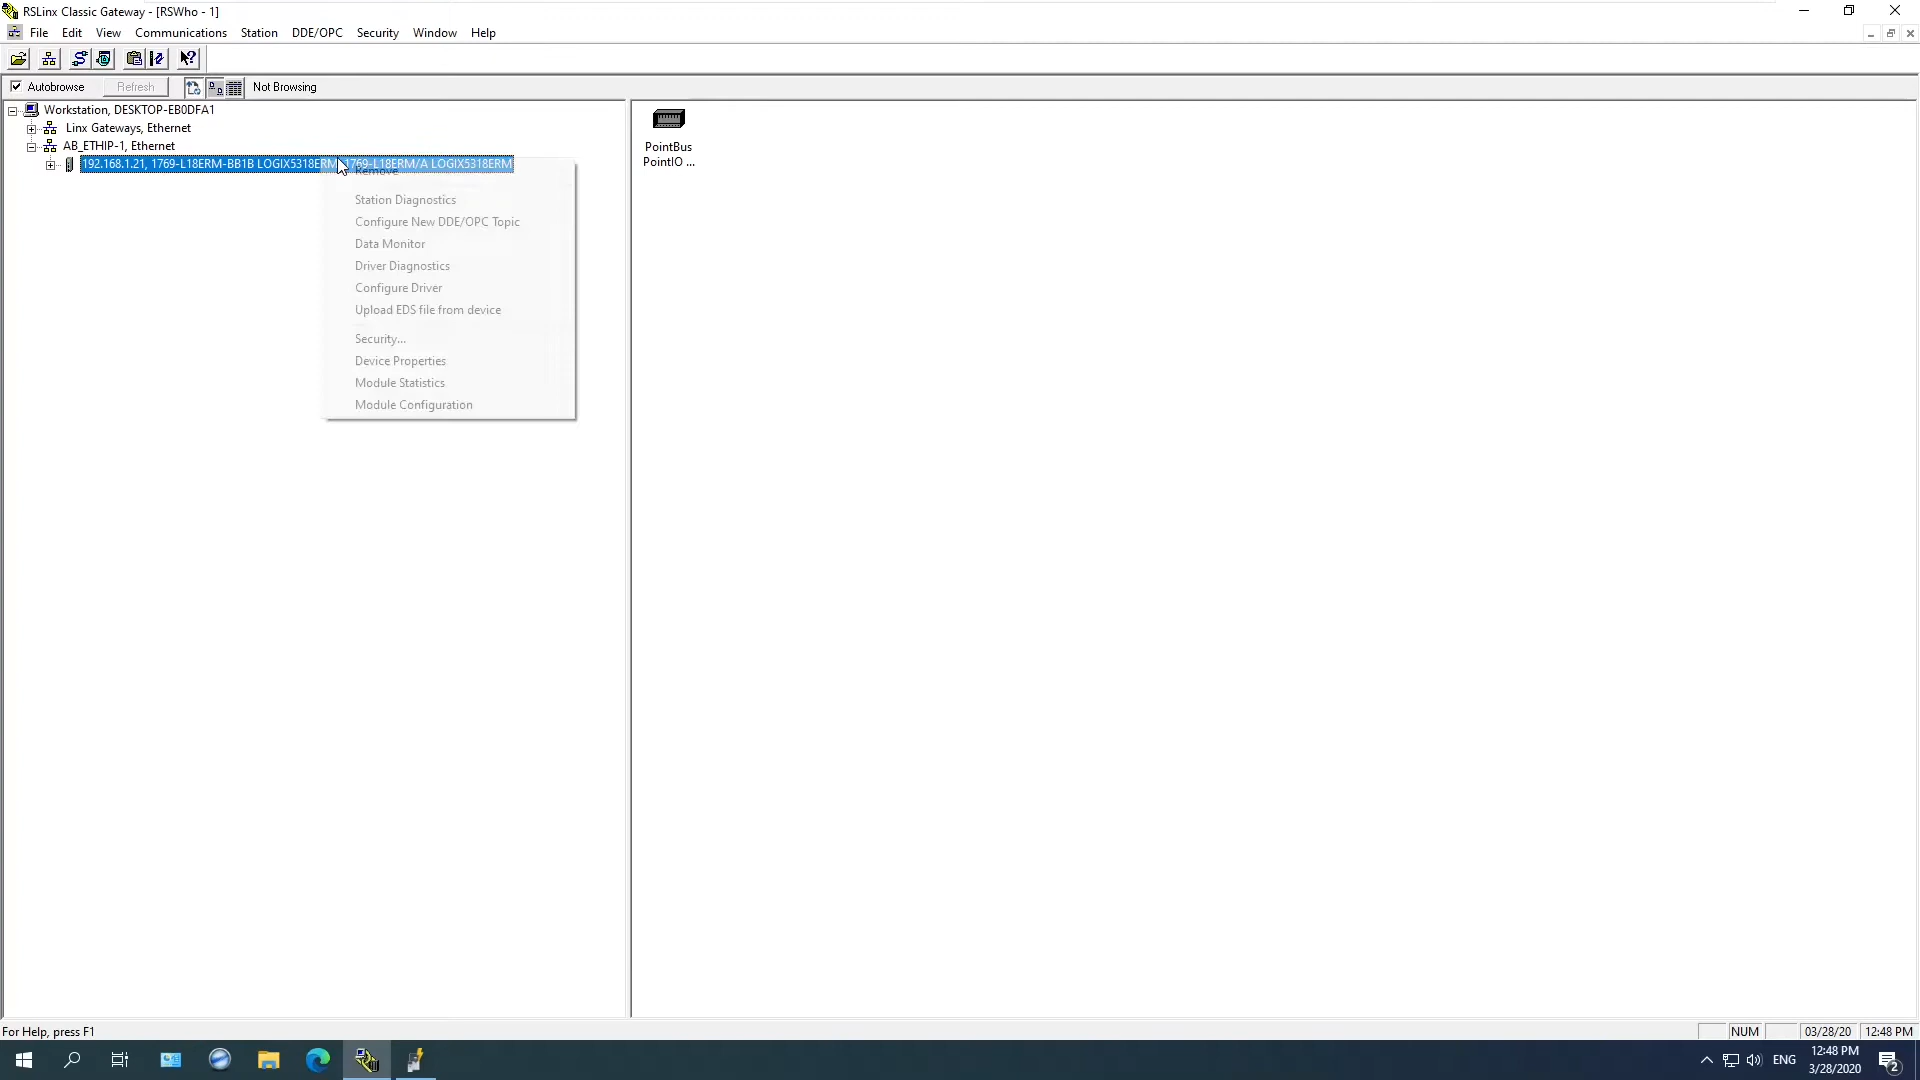 RSLinx Classic Gateway - [RSWho - 1]
File Edit View Communications Station DDE/OPC Security Window Help
Autobrowse Refresh Not Browsing
Workstation, DESKTOP-EB0DFA1
Linx Gateways, Ethernet
AB_ETHIP-1, Ethernet
192.168.1.21, 1769-L18ERM-BB1B LOGIX5318ERM, 1769-L18ERM/A LOGIX5318ERM
Remove
Station Diagnostics
Configure New DDE/OPC Topic
Data Monitor
Driver Diagnostics
Configure Driver
Upload EDS file from device
Security...
Device Properties
Module Statistics
Module Configuration
PointBus
PointIO ...
For Help, press F1
NUM 03/28/20 12:48 PM
ENG
12:48 PM
3/28/2020
2